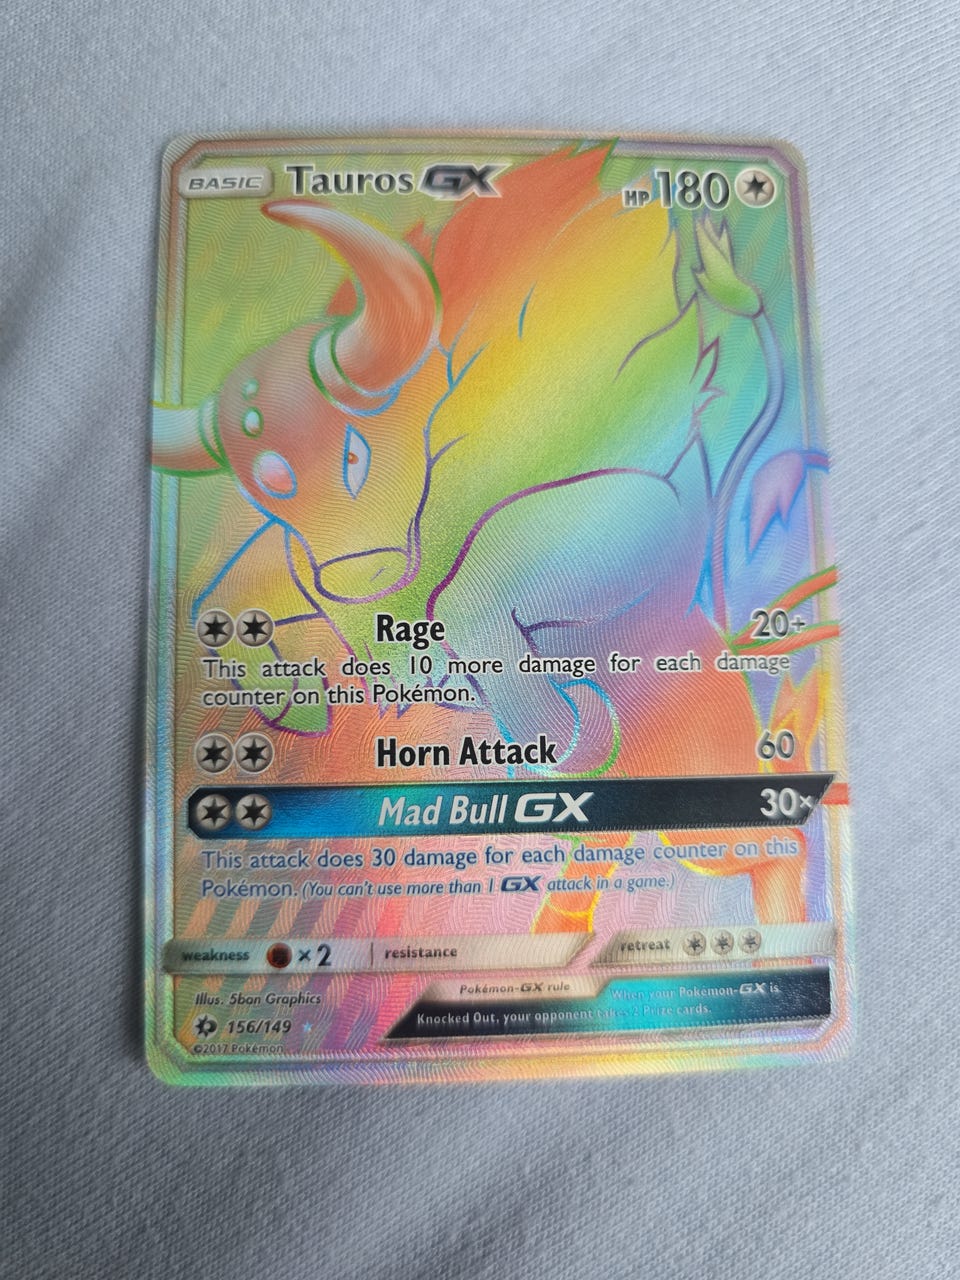 BASIC Tauros GX HP 180
Rage 20+
This attack does 10 more damage for each damage
counter on this Pokémon.
Horn Attack 60
Mad Bull GX 30×
This attack does 30 damage for each damage counter on this
Pokémon. (You can't use more than 1 GX attack in a game.)
weakness ×2 resistance retreat
Illus. 5ban Graphics
Pokémon-GX rule When your Pokémon-GX is
Knocked Out, your opponent takes 2 Prize cards.
156/149
©2017 Pokémon